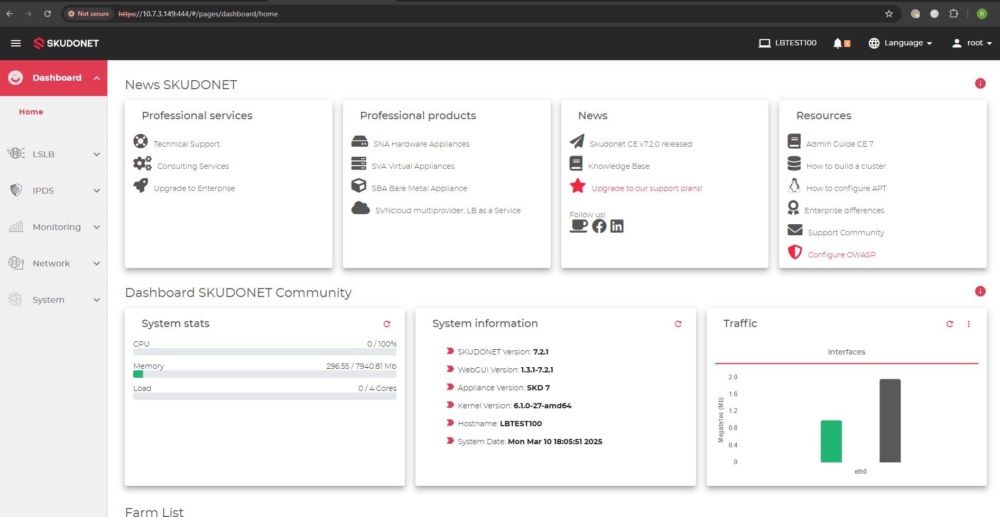 Not secure https://10.7.3.149:444/#/pages/dashboard/home
R
SKUDONET
LBTEST100
1
Language
root
Dashboard
Home
LSLB
IPDS
Monitoring
Network
System
News SKUDONET
Professional services
Technical Support
Consulting Services
Upgrade to Enterprise
Professional products
SNA Hardware Appliances
SVA Virtual Appliances
SBA Bare Metal Appliance
SVNcloud multiprovider, LB as a Service
News
Skudonet CE v7.2.0 released
Knowledge Base
Upgrade to our support plans!
Follow us!
Resources
Admin Guide CE 7
How to build a cluster
How to configure APT
Enterprise differences
Support Community
Configure OWASP
Dashboard SKUDONET Community
System stats
CPU 0 / 100%
Memory 296.55 / 7940.81 Mb
Load 0 / 4 Cores
System information
SKUDONET Version: 7.2.1
WebGUI Version: 1.3.1-7.2.1
Appliance Version: SKD 7
Kernel Version: 6.1.0-27-amd64
Hostname: LBTEST100
System Date: Mon Mar 10 18:05:51 2025
Traffic
Interfaces
Megabytes (Mb)
2.0
1.6
1.2
0.8
0.4
0
eth0
Farm List